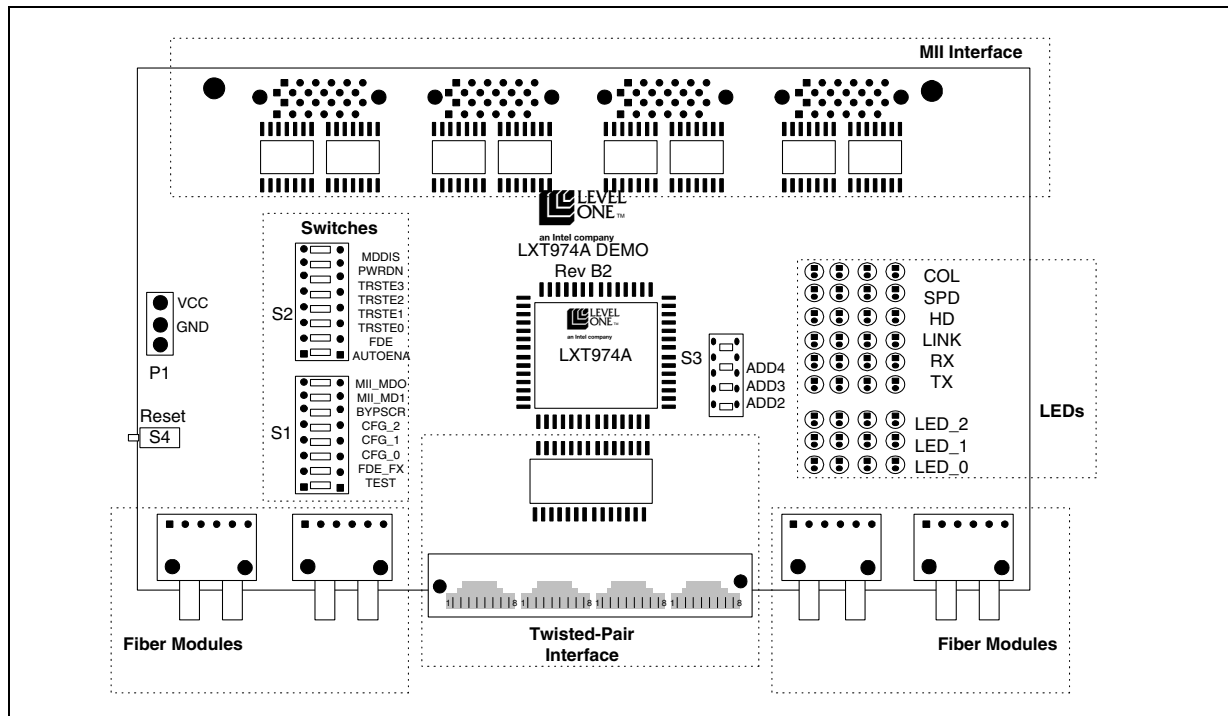 MII Interface
LEVEL
ONE™
an Intel company
LXT974A DEMO
Rev B2
Switches
S2
MDDIS
PWRDN
TRSTE3
TRSTE2
TRSTE1
TRSTE0
FDE
AUTOENA
VCC
GND
P1
Reset
S4
S1
MII_MDO
MII_MD1
BYPSCR
CFG_2
CFG_1
CFG_0
FDE_FX
TEST
LEVEL
ONE™
an Intel company
LXT974A
S3
ADD4
ADD3
ADD2
COL
SPD
HD
LINK
RX
TX
LED_2
LED_1
LED_0
LEDs
Fiber Modules
1 8 1 8 1 8 1 8
Twisted-Pair
Interface
Fiber Modules